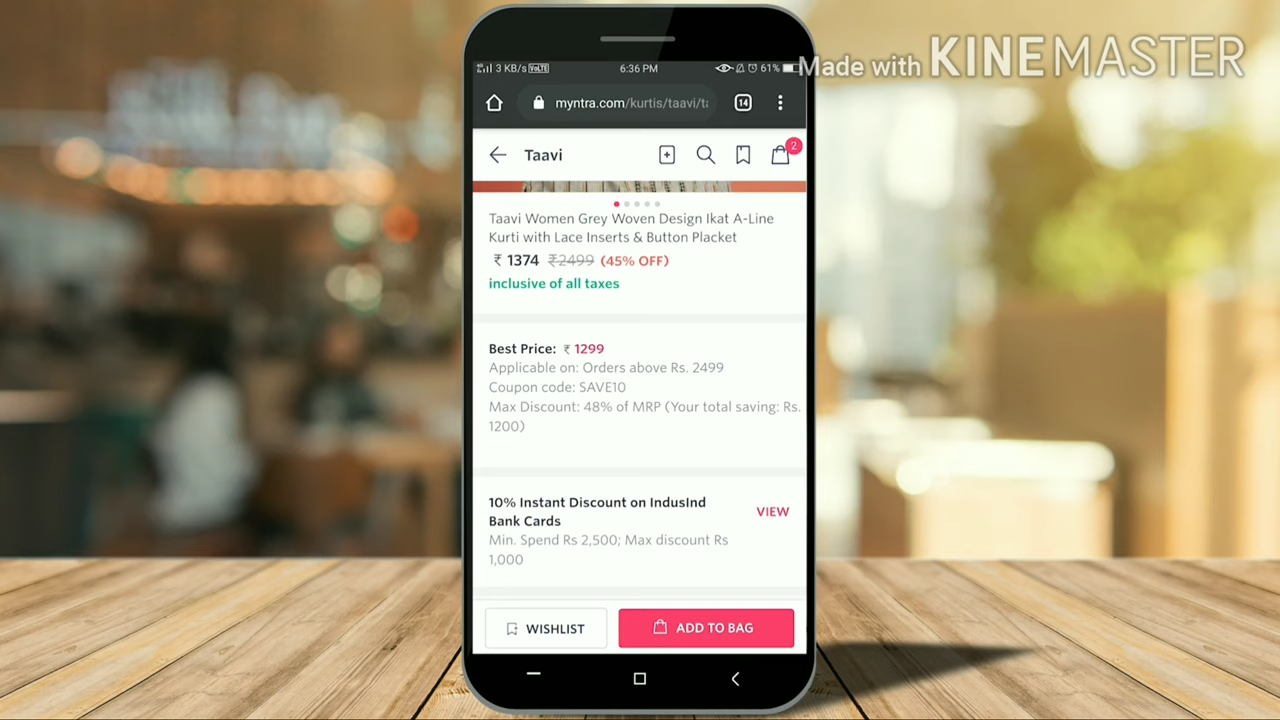 Made with KINEMASTER
3 KB/s VoLTE 6:36 PM 61%
myntra.com/kurtis/taavi/ta 14
Taavi 2
Taavi Women Grey Woven Design Ikat A-Line
Kurti with Lace Inserts & Button Placket
₹ 1374 ₹2499 (45% OFF)
inclusive of all taxes
Best Price: ₹ 1299
Applicable on: Orders above Rs. 2499
Coupon code: SAVE10
Max Discount: 48% of MRP (Your total saving: Rs.
1200)
10% Instant Discount on IndusInd
Bank Cards
VIEW
Min. Spend Rs 2,500; Max discount Rs
1,000
WISHLIST ADD TO BAG